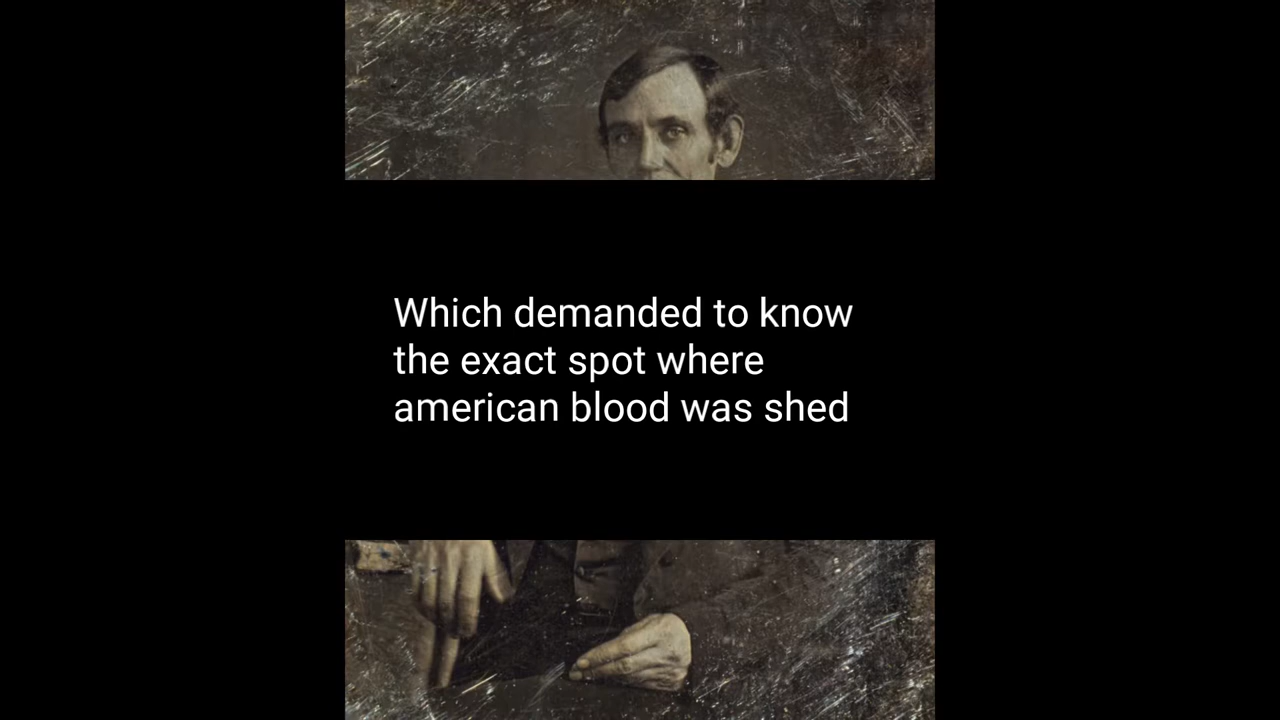 Which demanded to know
the exact spot where
american blood was shed